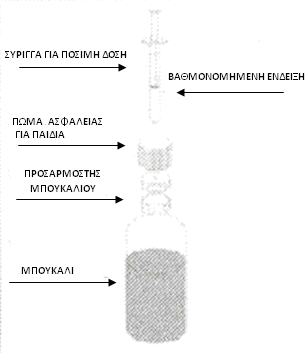 ΣΥΡΙΓΓΑ ΓΙΑ ΠΟΣΙΜΗ ΔΟΣΗ
ΒΑΘΜΟΝΟΜΗΜΕΝΗ ΕΝΔΕΙΞΗ
ΠΩΜΑ ΑΣΦΑΛΕΙΑΣ
ΓΙΑ ΠΑΙΔΙΑ
ΠΡΟΣΑΡΜΟΣΤΗΣ
ΜΠΟΥΚΑΛΙΟΥ
ΜΠΟΥΚΑΛΙ